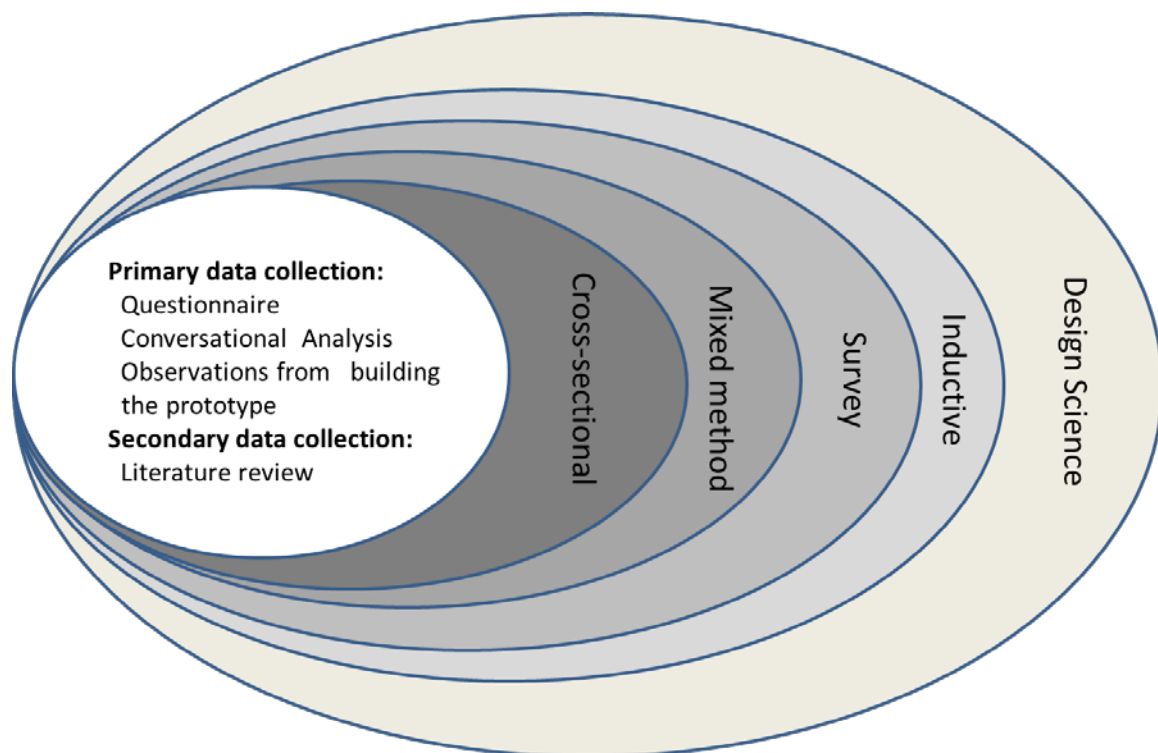 Primary data collection:
Questionnaire
Conversational Analysis
Observations from building
the prototype
Secondary data collection:
Literature review
Cross-sectional
Mixed method
Survey
Inductive
Design Science